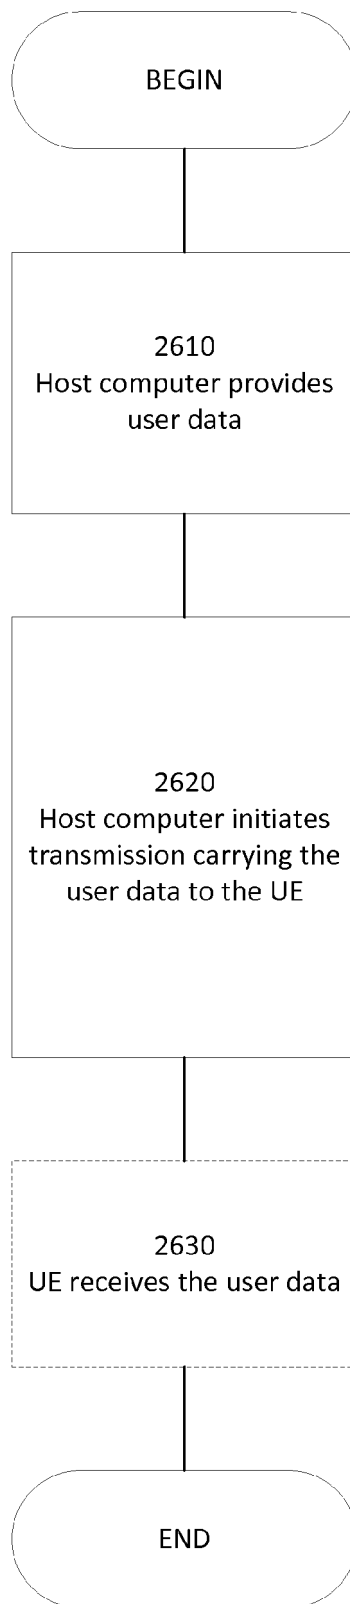 BEGIN
2610
Host computer provides
user data
2620
Host computer initiates
transmission carrying the
user data to the UE
2630
UE receives the user data
END